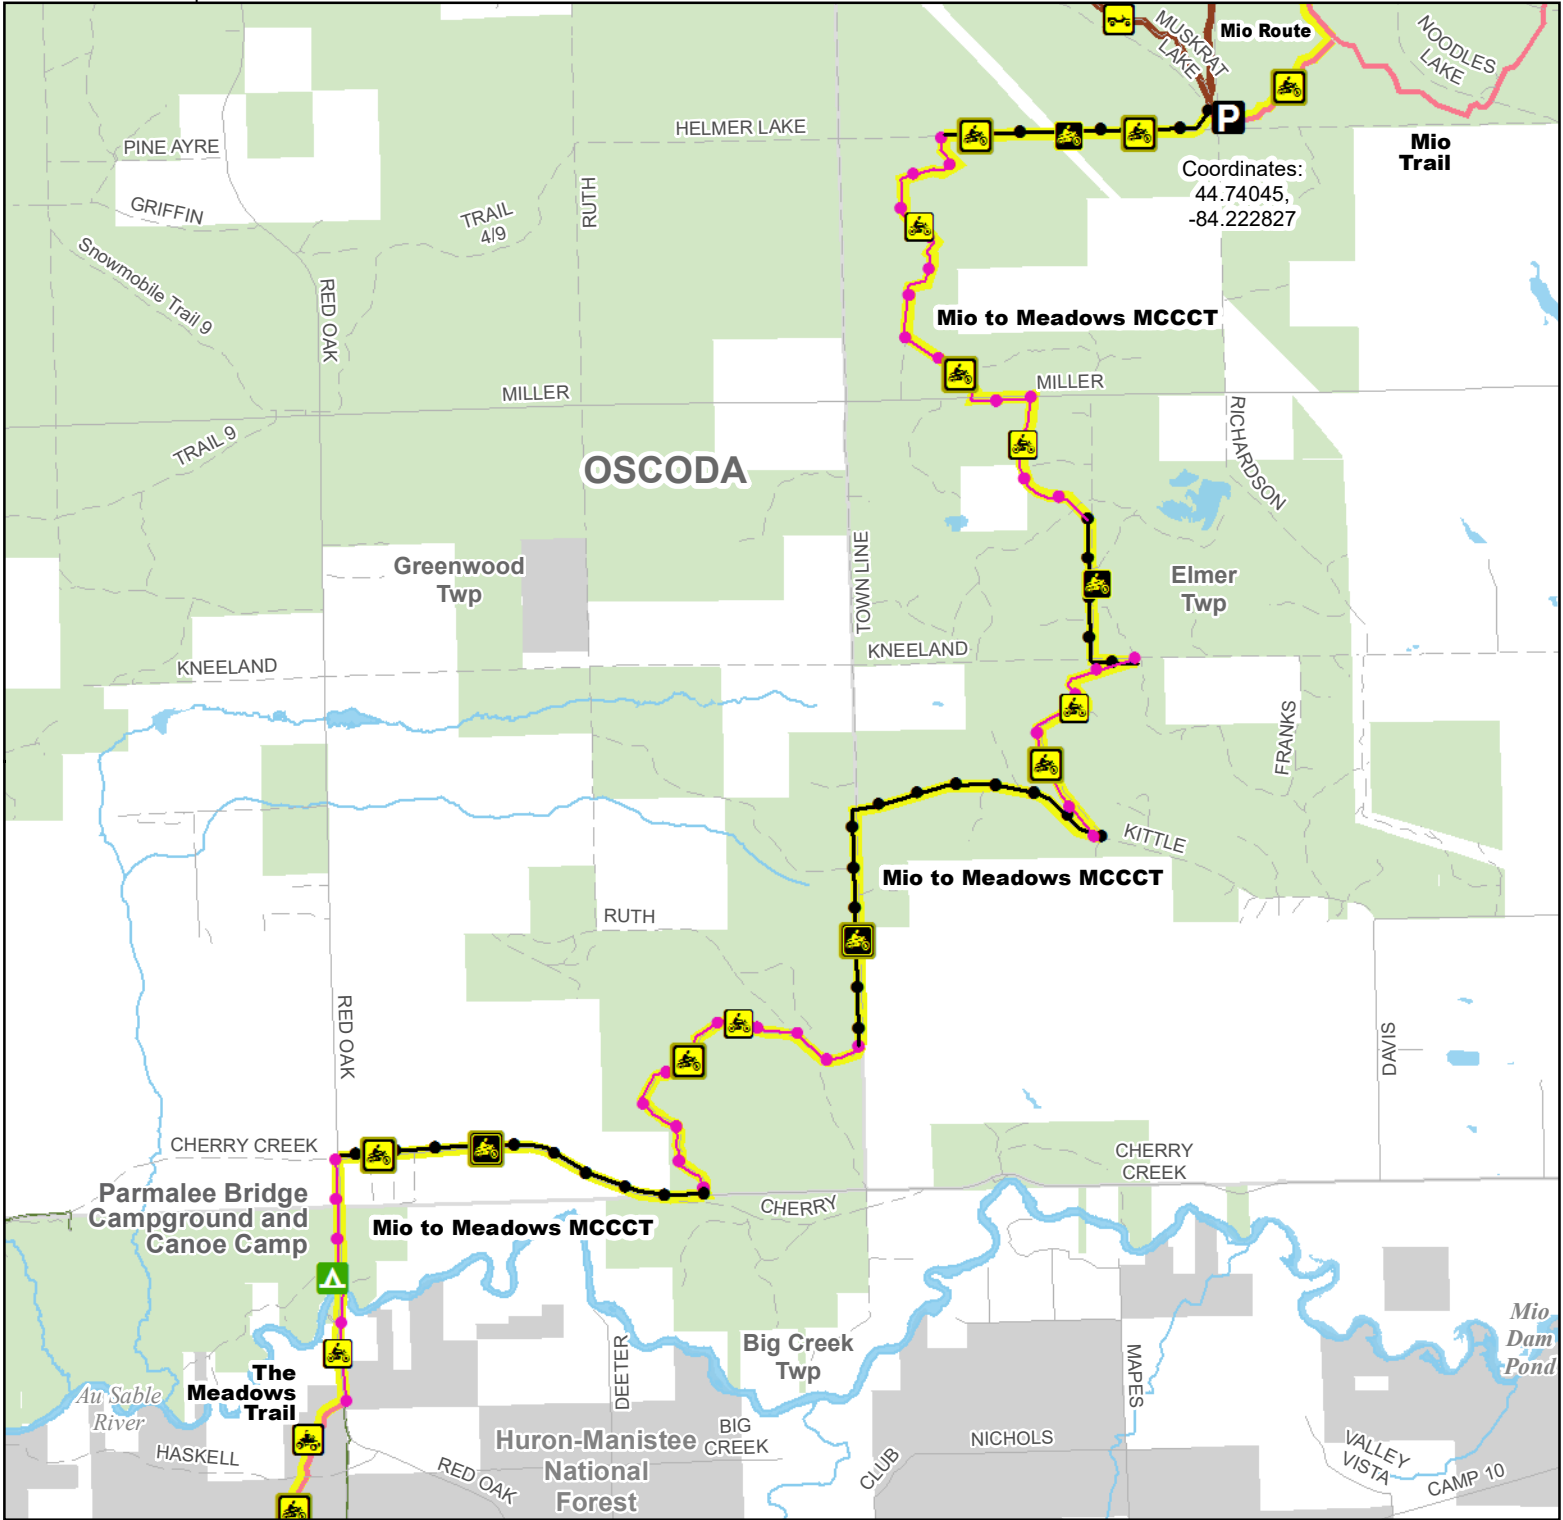 MUSKRAT
LAKE
Mio Route
NOODLES
LAKE
P
HELMER LAKE
PINE AYRE
Mio
Trail
Coordinates:
44.74045,
-84.222827
GRIFFIN
TRAIL
4/9
RUTH
Snowmobile Trail 9
RED OAK
Mio to Meadows MCCCT
MILLER
MILLER
RICHARDSON
TRAIL 9
OSCODA
TOWN LINE
Greenwood
Twp
Elmer
Twp
KNEELAND
KNEELAND
FRANKS
KITTLE
Mio to Meadows MCCCT
RUTH
RED OAK
DAVIS
CHERRY CREEK
CHERRY
CREEK
Parmalee Bridge
Campground and
Canoe Camp
CHERRY
Mio to Meadows MCCCT
Mio
Dam
Pond
Big Creek
Twp
DEETER
MAPES
The
Meadows
Trail
Au Sable
River
BIG
CREEK
HASKELL
RED OAK
Huron-Manistee
National
Forest
CLUB
NICHOLS
VALLEY
VISTA
CAMP 10